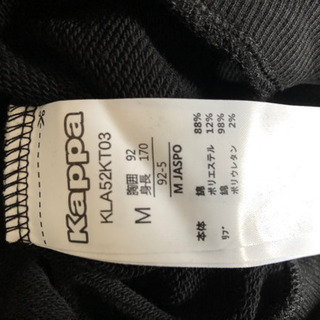 Kappa
KLA52KT03
胸囲 92
身長 170
M
92-5
M JASPO
綿 88%
ポリエステル 12%
綿 98%
ポリウレタン 2%
本体
リブ